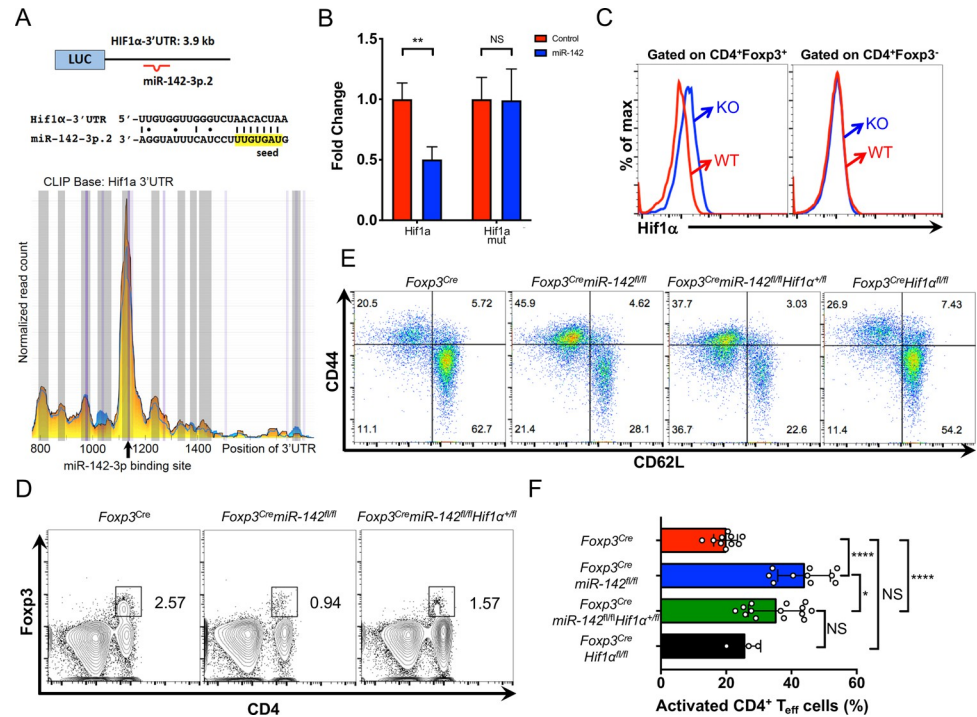 A
HIF1α-3’UTR: 3.9 kb
LUC
miR-142-3p.2
Hif1α-3’UTR 5’-UUGUGGUUGGGUCUAACACUAA
miR-142-3p.2 3’-AGGUAUUUCAUCCUUUGUGAUG
seed
CLIP Base: Hif1a 3’UTR
Normalized read count
800 1000 1200 1400 Position of 3’UTR
miR-142-3p binding site
B
Fold Change
1.5
1.0
0.5
0.0
** NS
Control
miR-142
Hif1a Hif1a
mut
C
Gated on CD4+Foxp3+ Gated on CD4+Foxp3-
% of max
KO KO
WT WT
Hif1α
D
Foxp3Cre Foxp3CremiR-142fl/fl Foxp3CremiR-142fl/flHif1α+/fl
Foxp3
2.57 0.94 1.57
CD4
E
Foxp3Cre Foxp3CremiR-142fl/fl Foxp3CremiR-142fl/flHif1α+/fl Foxp3CreHif1αfl/fl
CD44
20.5 5.72 45.9 4.62 37.7 3.03 26.9 7.43
11.1 62.7 21.4 28.1 36.7 22.6 11.4 54.2
CD62L
F
Foxp3Cre
Foxp3Cre
miR-142fl/fl
Foxp3Cre
miR-142fl/flHif1α+/fl
Foxp3Cre
Hif1αfl/fl
**** * NS NS ****
0 20 40 60
Activated CD4+ Teff cells (%)